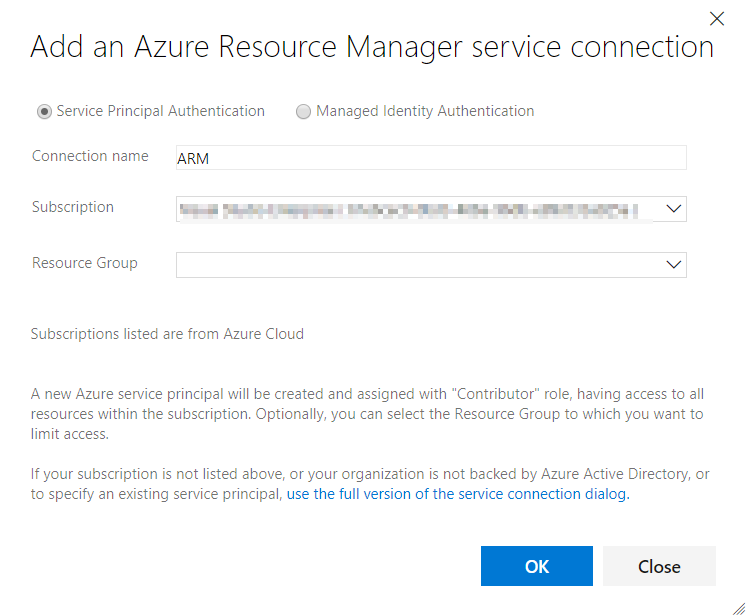 Add an Azure Resource Manager service connection
Service Principal Authentication Managed Identity Authentication
Connection name ARM
Subscription
Resource Group
Subscriptions listed are from Azure Cloud
A new Azure service principal will be created and assigned with "Contributor" role, having access to all
resources within the subscription. Optionally, you can select the Resource Group to which you want to
limit access.
If your subscription is not listed above, or your organization is not backed by Azure Active Directory, or
to specify an existing service principal, use the full version of the service connection dialog.
OK Close